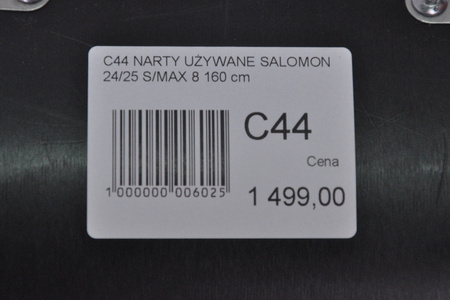 C44 NARTY UŻYWANE SALOMON
24/25 S/MAX 8 160 cm
C44
Cena
1 000000 006025
1 499,00